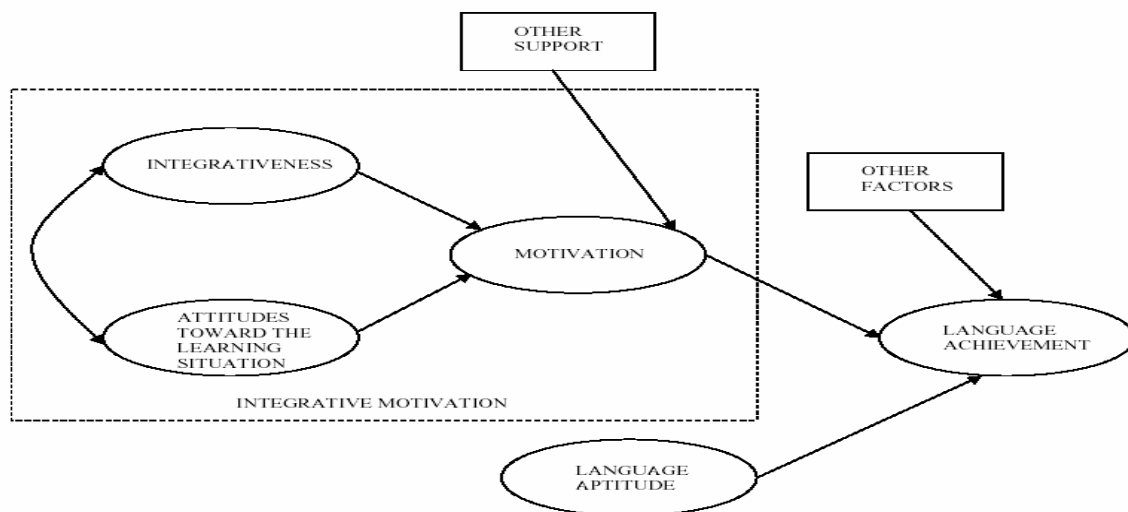 OTHER
SUPPORT
INTEGRATIVENESS
OTHER
FACTORS
MOTIVATION
ATTITUDES
TOWARD THE
LEARNING
SITUATION
LANGUAGE
ACHIEVEMENT
INTEGRATIVE MOTIVATION
LANGUAGE
APTITUDE